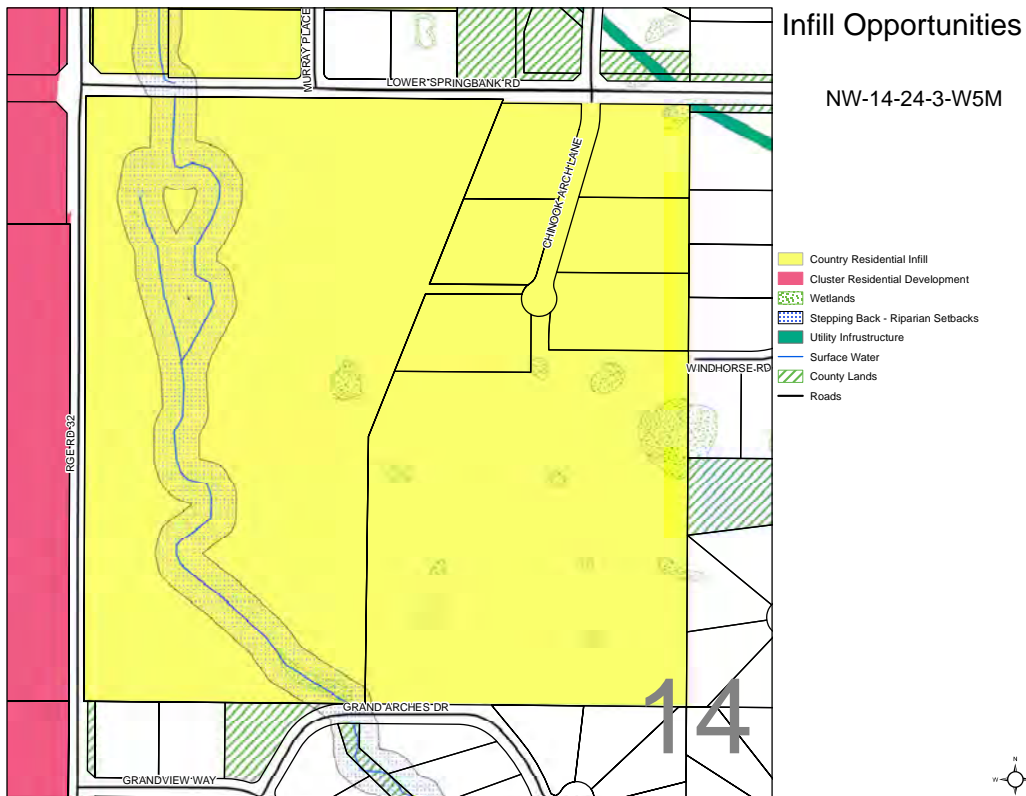 Infill Opportunities
NW-14-24-3-W5M
MURRAY PLACE
LOWER SPRINGBANK RD
CHINOOK ARCH LANE
WINDHORSE RD
RGE RD 32
GRAND ARCHES DR
GRANDVIEW WAY
14
Country Residential Infill
Cluster Residential Development
Wetlands
Stepping Back - Riparian Setbacks
Utility Infrustructure
Surface Water
County Lands
Roads
N
W